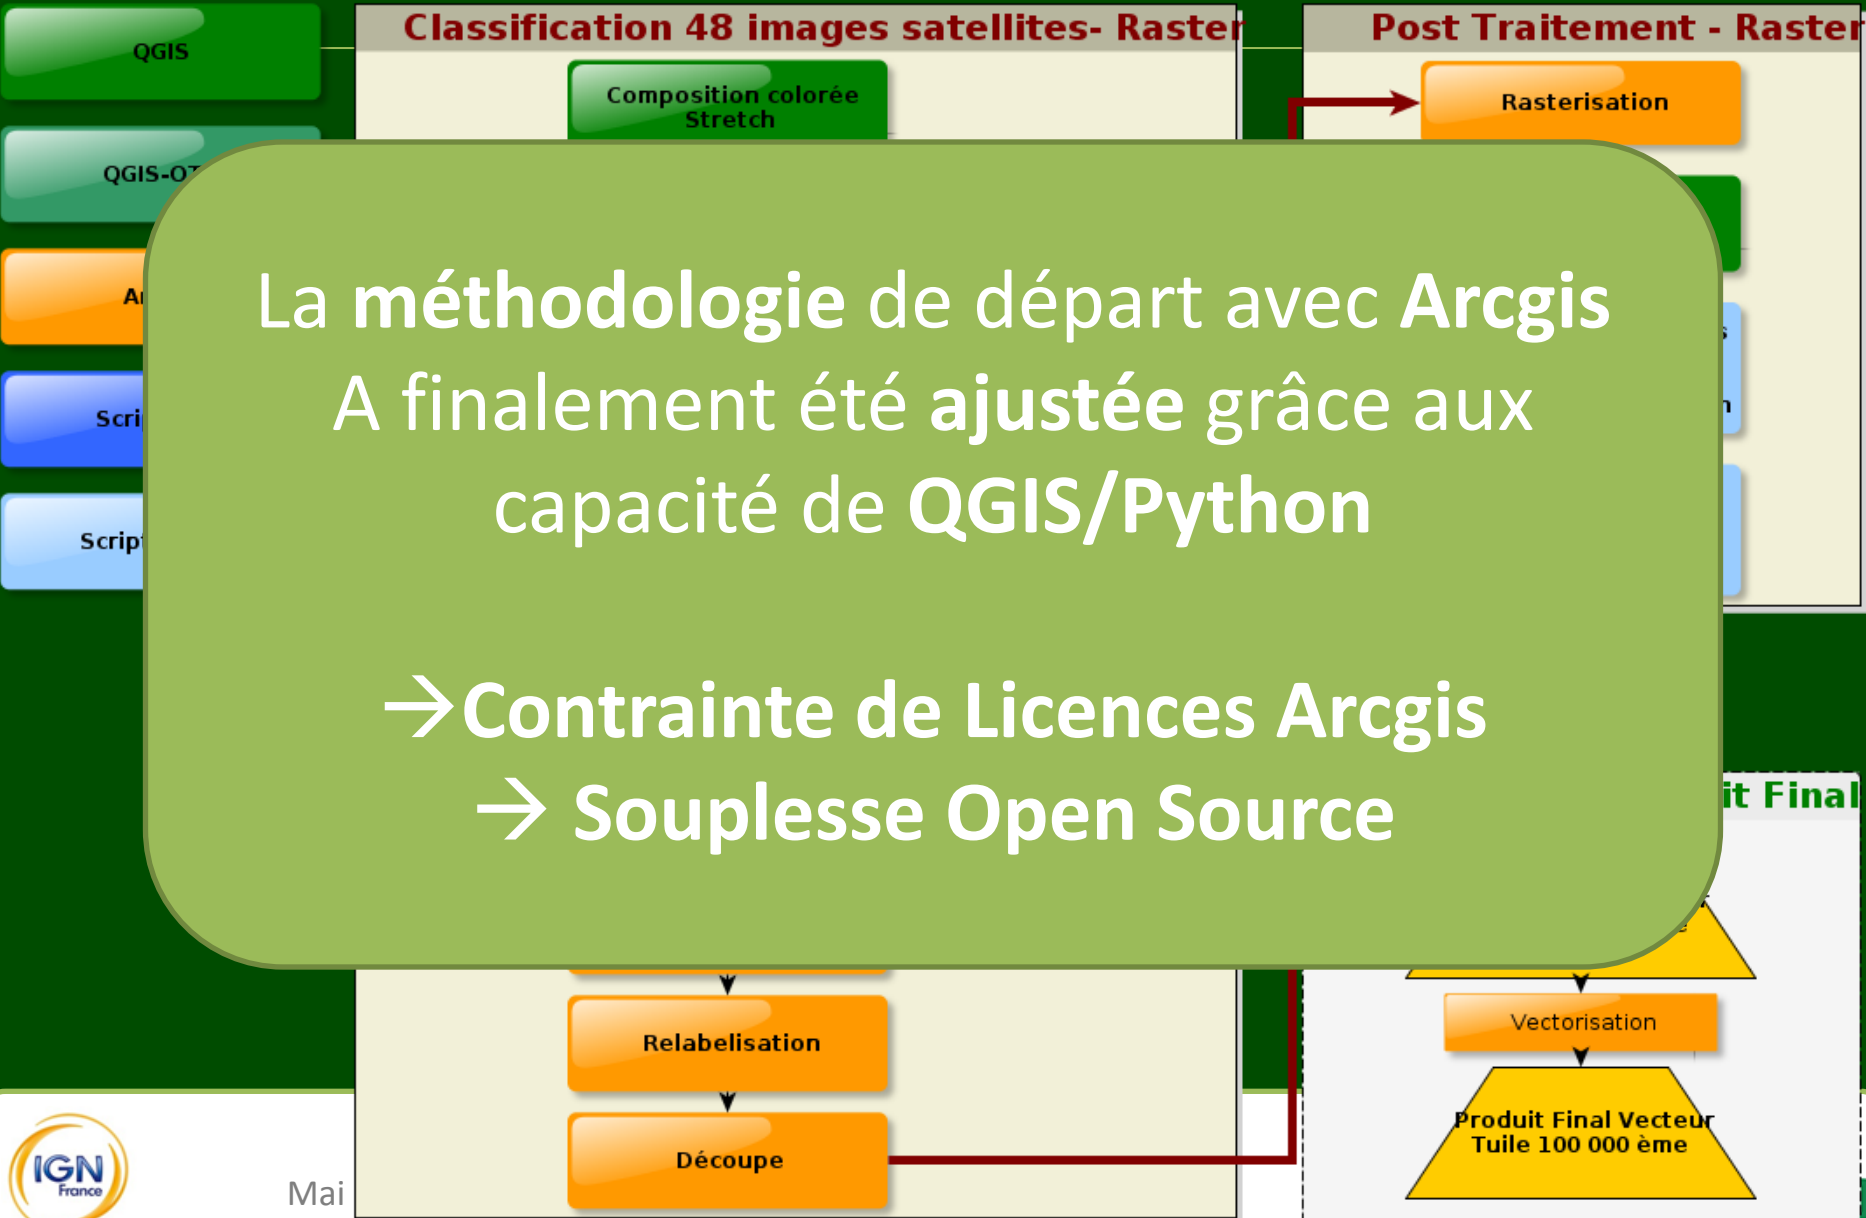 QGIS
Classification 48 images satellites- Raster
Composition colorée
Stretch
Post Traitement - Raster
Rasterisation
La méthodologie de départ avec Arcgis
A finalement été ajustée grâce aux
capacité de QGIS/Python
→Contrainte de Licences Arcgis
→ Souplesse Open Source
Relabelisation
Découpe
Final
Vectorisation
Produit Final Vecteur
Tuile 100 000 ème
IGN
France
Mai